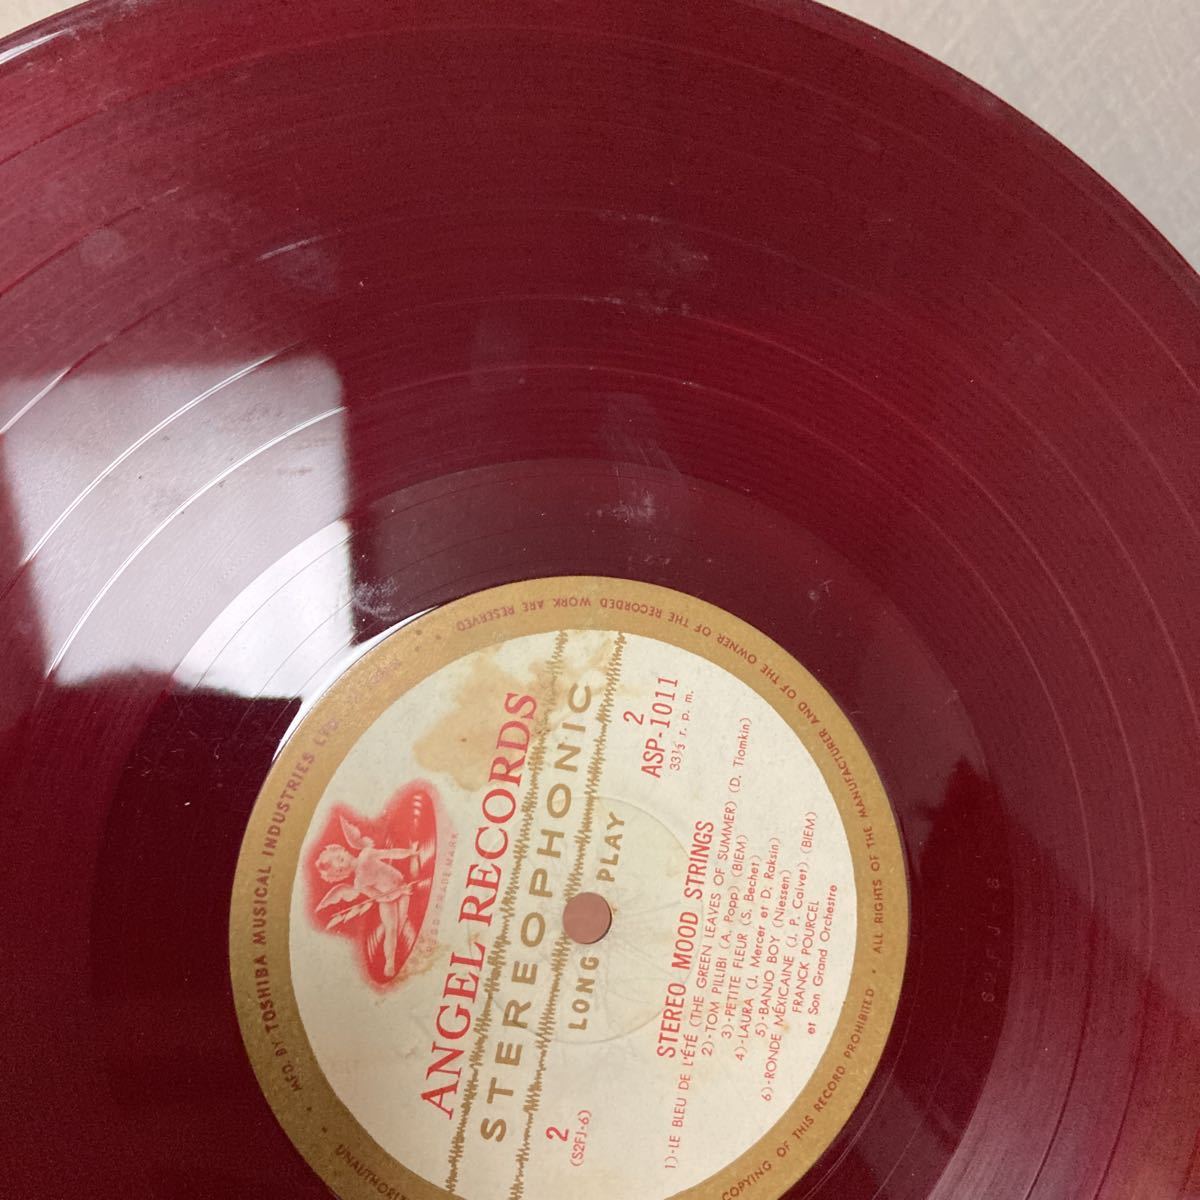 ANGEL RECORDS
REGD TRADE MARK
STEREOPHONIC
LONG PLAY
2
(S2FJ-6)
2
ASP-1011
33⅓ r. p. m.
STEREO MOOD STRINGS
1)-LE BLEU DE L'ÉTÉ (THE GREEN LEAVES OF SUMMER) (D. Tiomkin)
2)-TOM PILLIBI (A. Popp) (BIEM)
3)-PETITE FLEUR (S. Bechet)
4)-LAURA (J. Mercer et D. Raksin)
5)-BANJO BOY (Niessen)
6)-RONDE MÉXICAINE (J. P. Calvet) (BIEM)
FRANCK POURCEL
et Son Grand Orchestre
MFD. BY TOSHIBA MUSICAL INDUSTRIES LTD.
ALL RIGHTS OF THE MANUFACTURER AND OF THE OWNER OF THE RECORDED WORK ARE RESERVED
COPYING OF THIS RECORD PROHIBITED